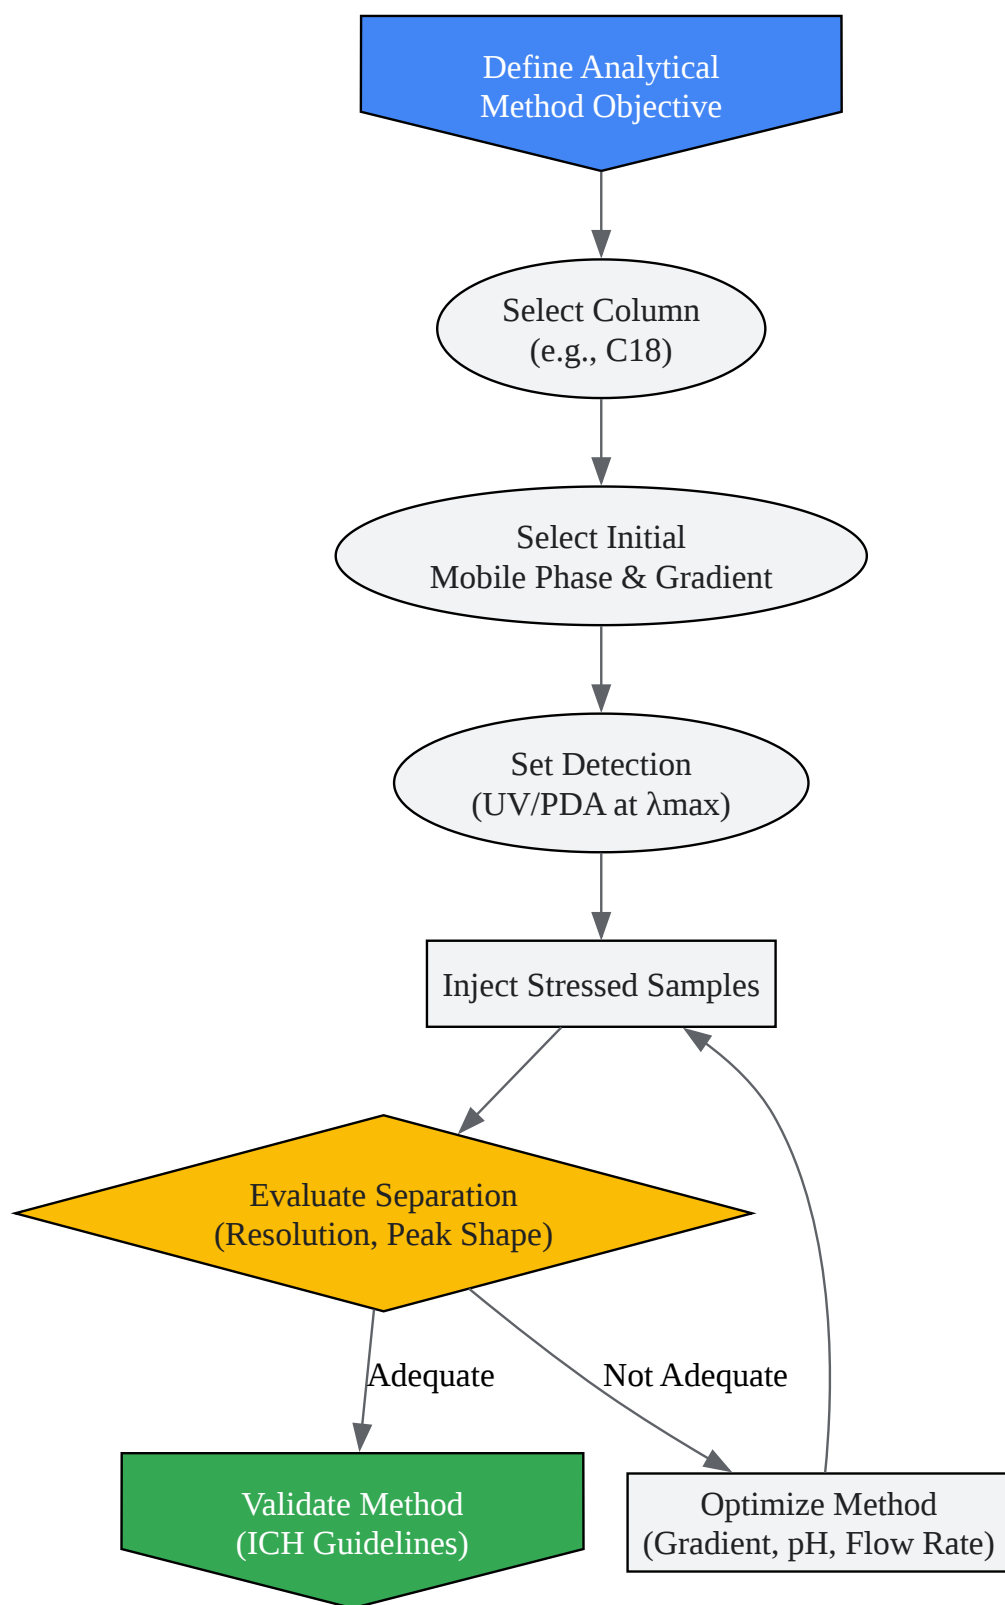 Define Analytical
Method Objective
Select Column
(e.g., C18)
Select Initial
Mobile Phase & Gradient
Set Detection
(UV/PDA at λmax)
Inject Stressed Samples
Evaluate Separation
(Resolution, Peak Shape)
Adequate
Not Adequate
Validate Method
(ICH Guidelines)
Optimize Method
(Gradient, pH, Flow Rate)